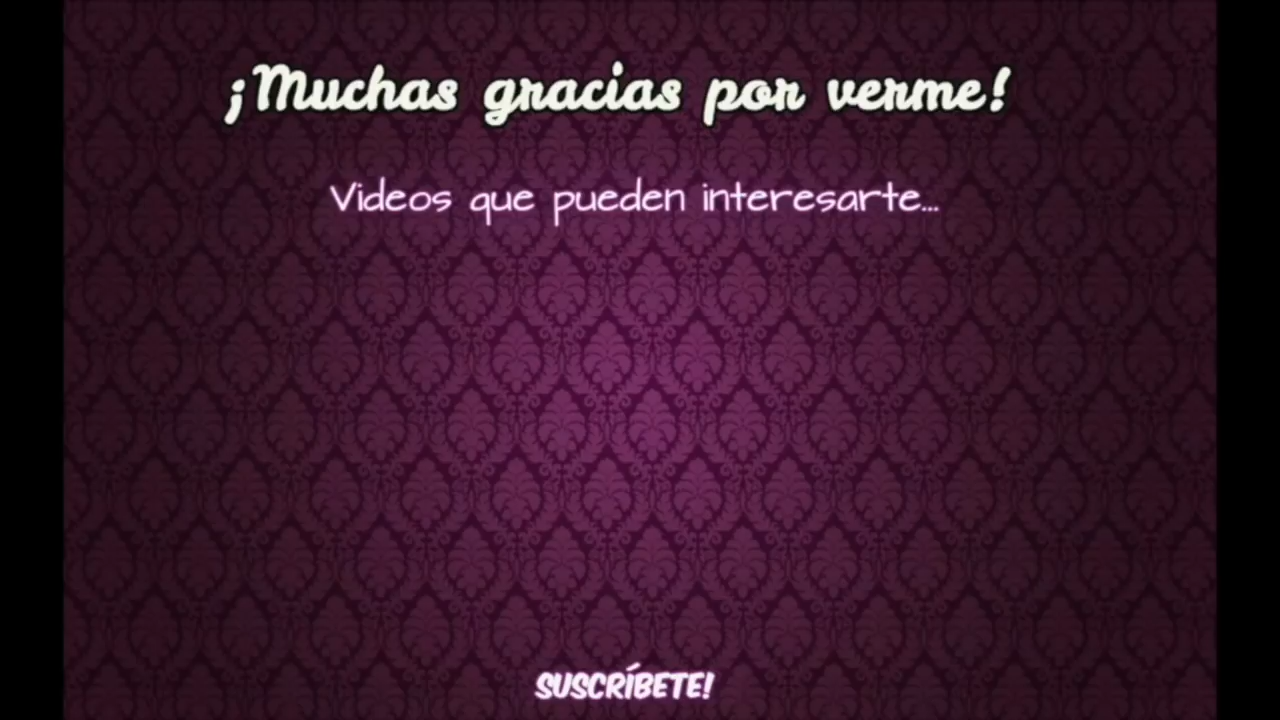 ¡Muchas gracias por verme!
Videos que pueden interesarte...
SUSCRÍBETE!